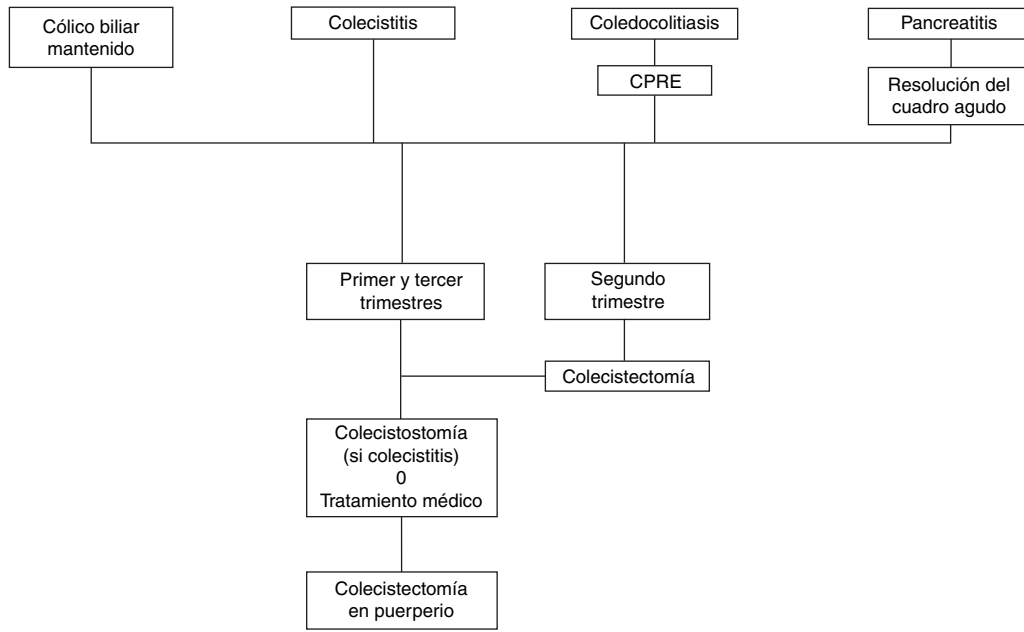 Cólico biliar
mantenido
Colecistitis
Coledocolitiasis
Pancreatitis
CPRE
Resolución del
cuadro agudo
Primer y tercer
trimestres
Segundo
trimestre
Colecistectomía
Colecistostomía
(si colecistitis)
0
Tratamiento médico
Colecistectomía
en puerperio